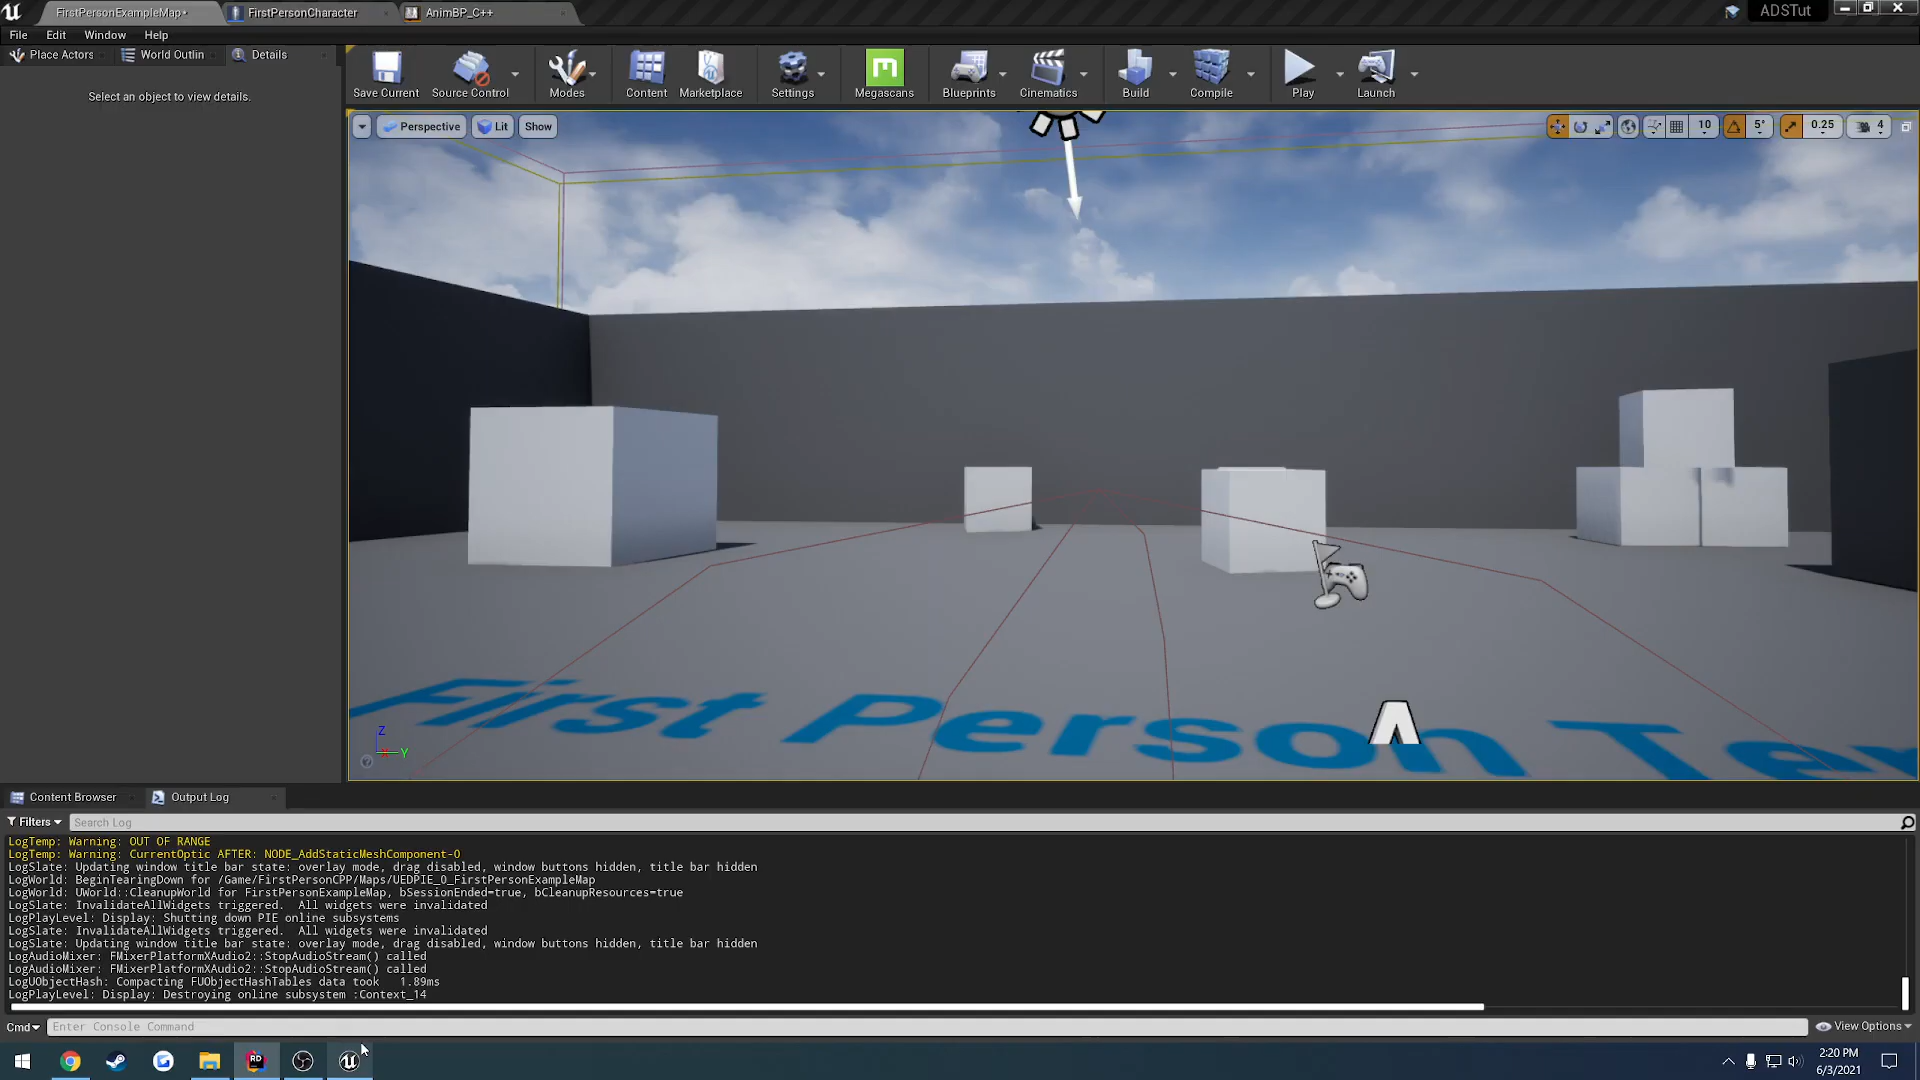 FirstPersonExampleMap*
FirstPersonCharacter
AnimBP_C++
ADSTut
File
Edit
Window
Help
Place Actors
World Outlin
Details
Select an object to view details.
Save Current
Source Control
Modes
Content
Marketplace
Settings
Megascans
Blueprints
Cinematics
Build
Compile
Play
Launch
Perspective
Lit
Show
10
5°
0.25
4
First Person Te
Z
X
Y
Content Browser
Output Log
Filters
Search Log
LogTemp: Warning: OUT OF RANGE
LogTemp: Warning: CurrentOptic AFTER: NODE_AddStaticMeshComponent-0
LogSlate: Updating window title bar state: overlay mode, drag disabled, window buttons hidden, title bar hidden
LogWorld: BeginTearingDown for /Game/FirstPersonCPP/Maps/UEDPIE_0_FirstPersonExampleMap
LogWorld: UWorld::CleanupWorld for FirstPersonExampleMap, bSessionEnded=true, bCleanupResources=true
LogSlate: InvalidateAllWidgets triggered.  All widgets were invalidated
LogPlayLevel: Display: Shutting down PIE online subsystems
LogSlate: InvalidateAllWidgets triggered.  All widgets were invalidated
LogSlate: Updating window title bar state: overlay mode, drag disabled, window buttons hidden, title bar hidden
LogAudioMixer: FMixerPlatformXAudio2::StopAudioStream() called
LogAudioMixer: FMixerPlatformXAudio2::StopAudioStream() called
LogUObjectHash: Compacting FUObjectHashTables data took   1.89ms
LogPlayLevel: Display: Destroying online subsystem :Context_14
Cmd
Enter Console Command
View Options
RD
2:20 PM
6/3/2021